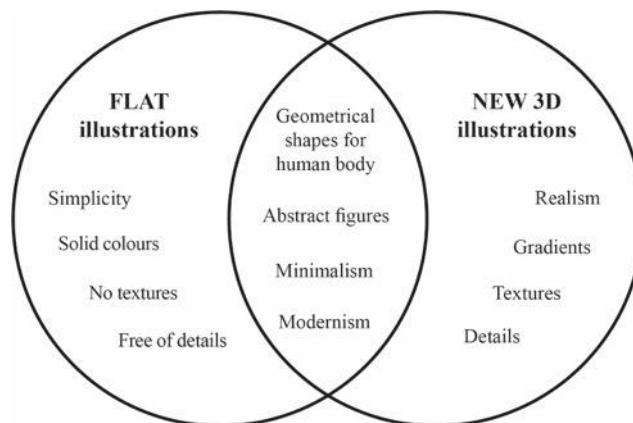 FLAT
illustrations
Simplicity
Solid colours
No textures
Free of details
Geometrical
shapes for
human body
Abstract figures
Minimalism
Modernism
NEW 3D
illustrations
Realism
Gradients
Textures
Details